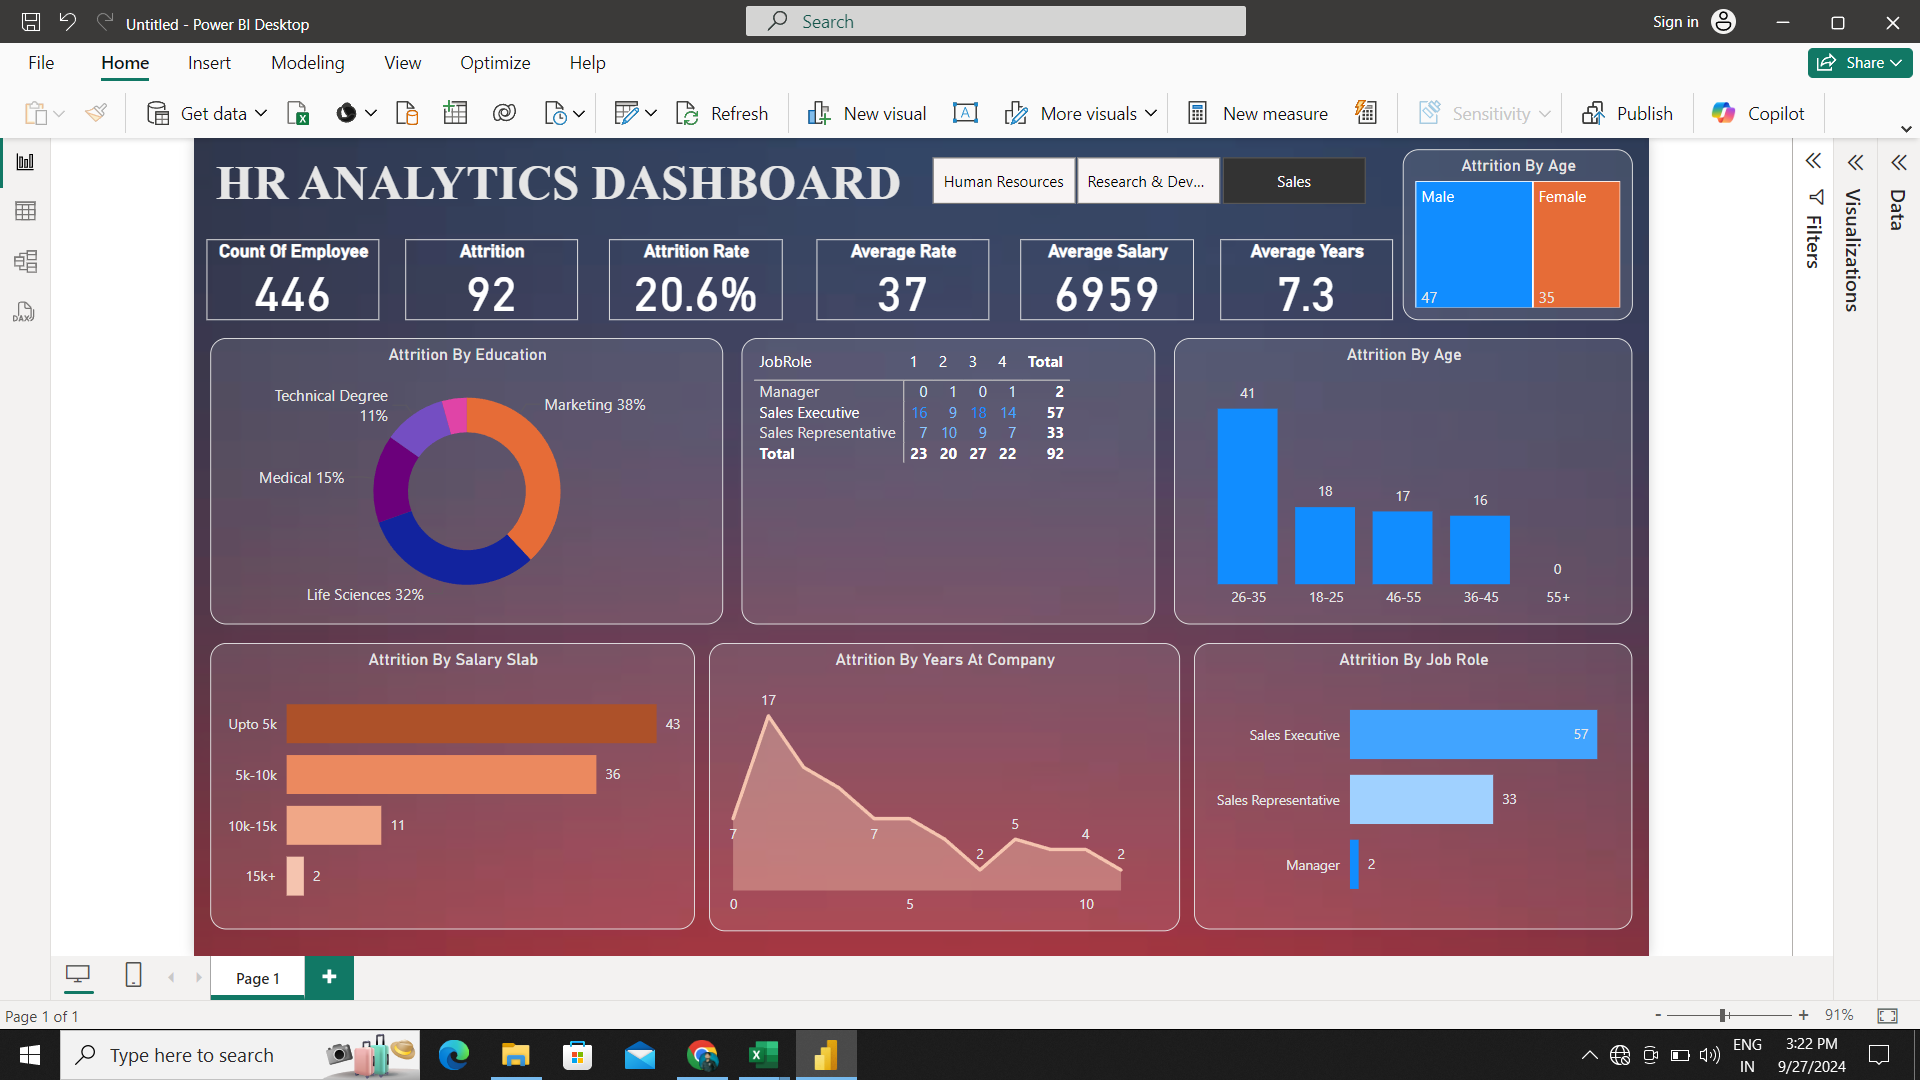 Untitled - Power BI Desktop
Search
Sign in
File Home Insert Modeling View Optimize Help
Share
Get data
Refresh
New visual
A
More visuals
New measure
Sensitivity
Publish
Copilot
DAX
HR ANALYTICS DASHBOARD
Human Resources
Research & Dev...
Sales
Attrition By Age
Male
Female
47
35
Count Of Employee
446
Attrition
92
Attrition Rate
20.6%
Average Rate
37
Average Salary
6959
Average Years
7.3
Filters
Visualizations
Data
Attrition By Education
Technical Degree
11%
Marketing 38%
Medical 15%
Life Sciences 32%
JobRole 1 2 3 4 Total
Manager 0 1 0 1 2
Sales Executive 16 9 18 14 57
Sales Representative 7 10 9 7 33
Total 23 20 27 22 92
Attrition By Age
41
18
17
16
0
26-35 18-25 46-55 36-45 55+
Attrition By Salary Slab
Upto 5k 43
5k-10k 36
10k-15k 11
15k+ 2
Attrition By Years At Company
17
7
7
2
5
4
2
0 5 10
Attrition By Job Role
Sales Executive 57
Sales Representative 33
Manager 2
Page 1
+
Page 1 of 1
- + 91%
Type here to search
ENG
IN
3:22 PM
9/27/2024